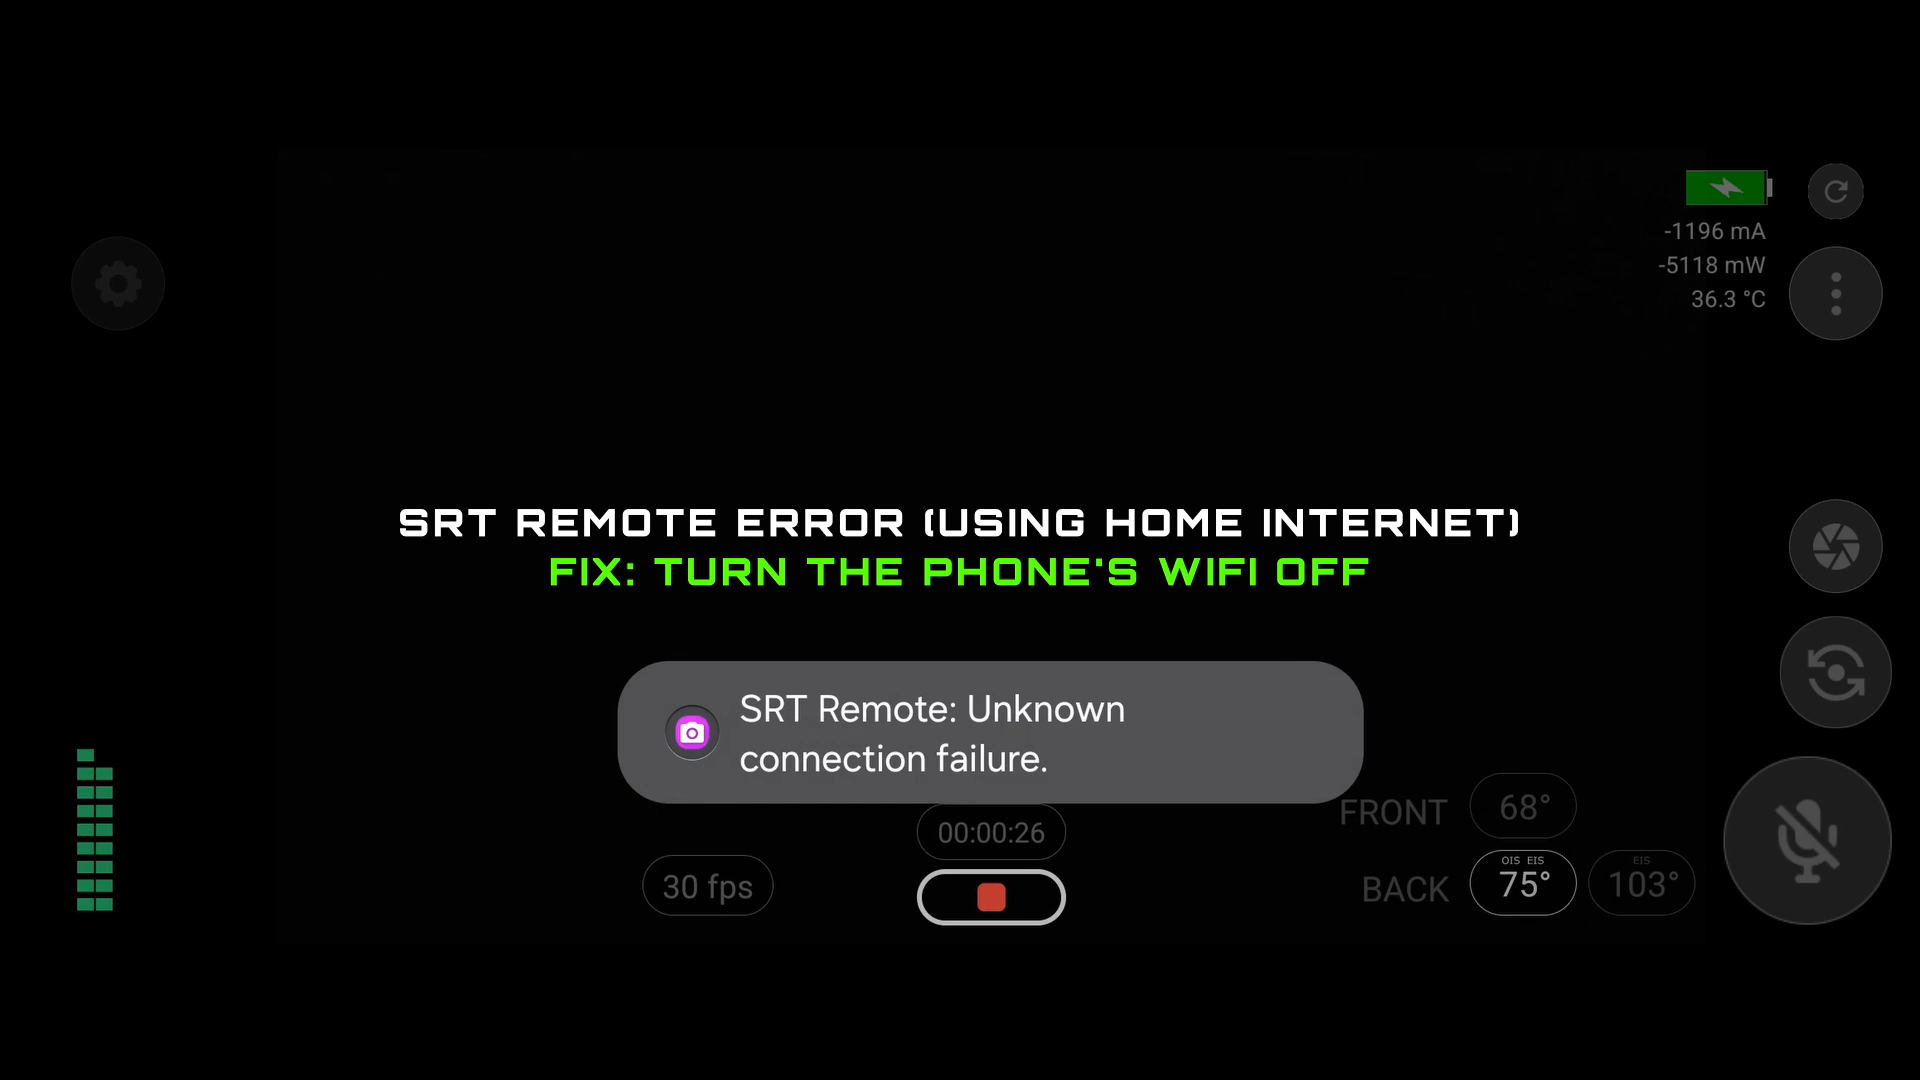 -1196 mA
-5118 mW
36.3 °C
SRT REMOTE ERROR (USING HOME INTERNET)
FIX: TURN THE PHONE'S WIFI OFF
SRT Remote: Unknown
connection failure.
00:00:26
30 fps
FRONT 68°
OIS EIS EIS
BACK 75° 103°